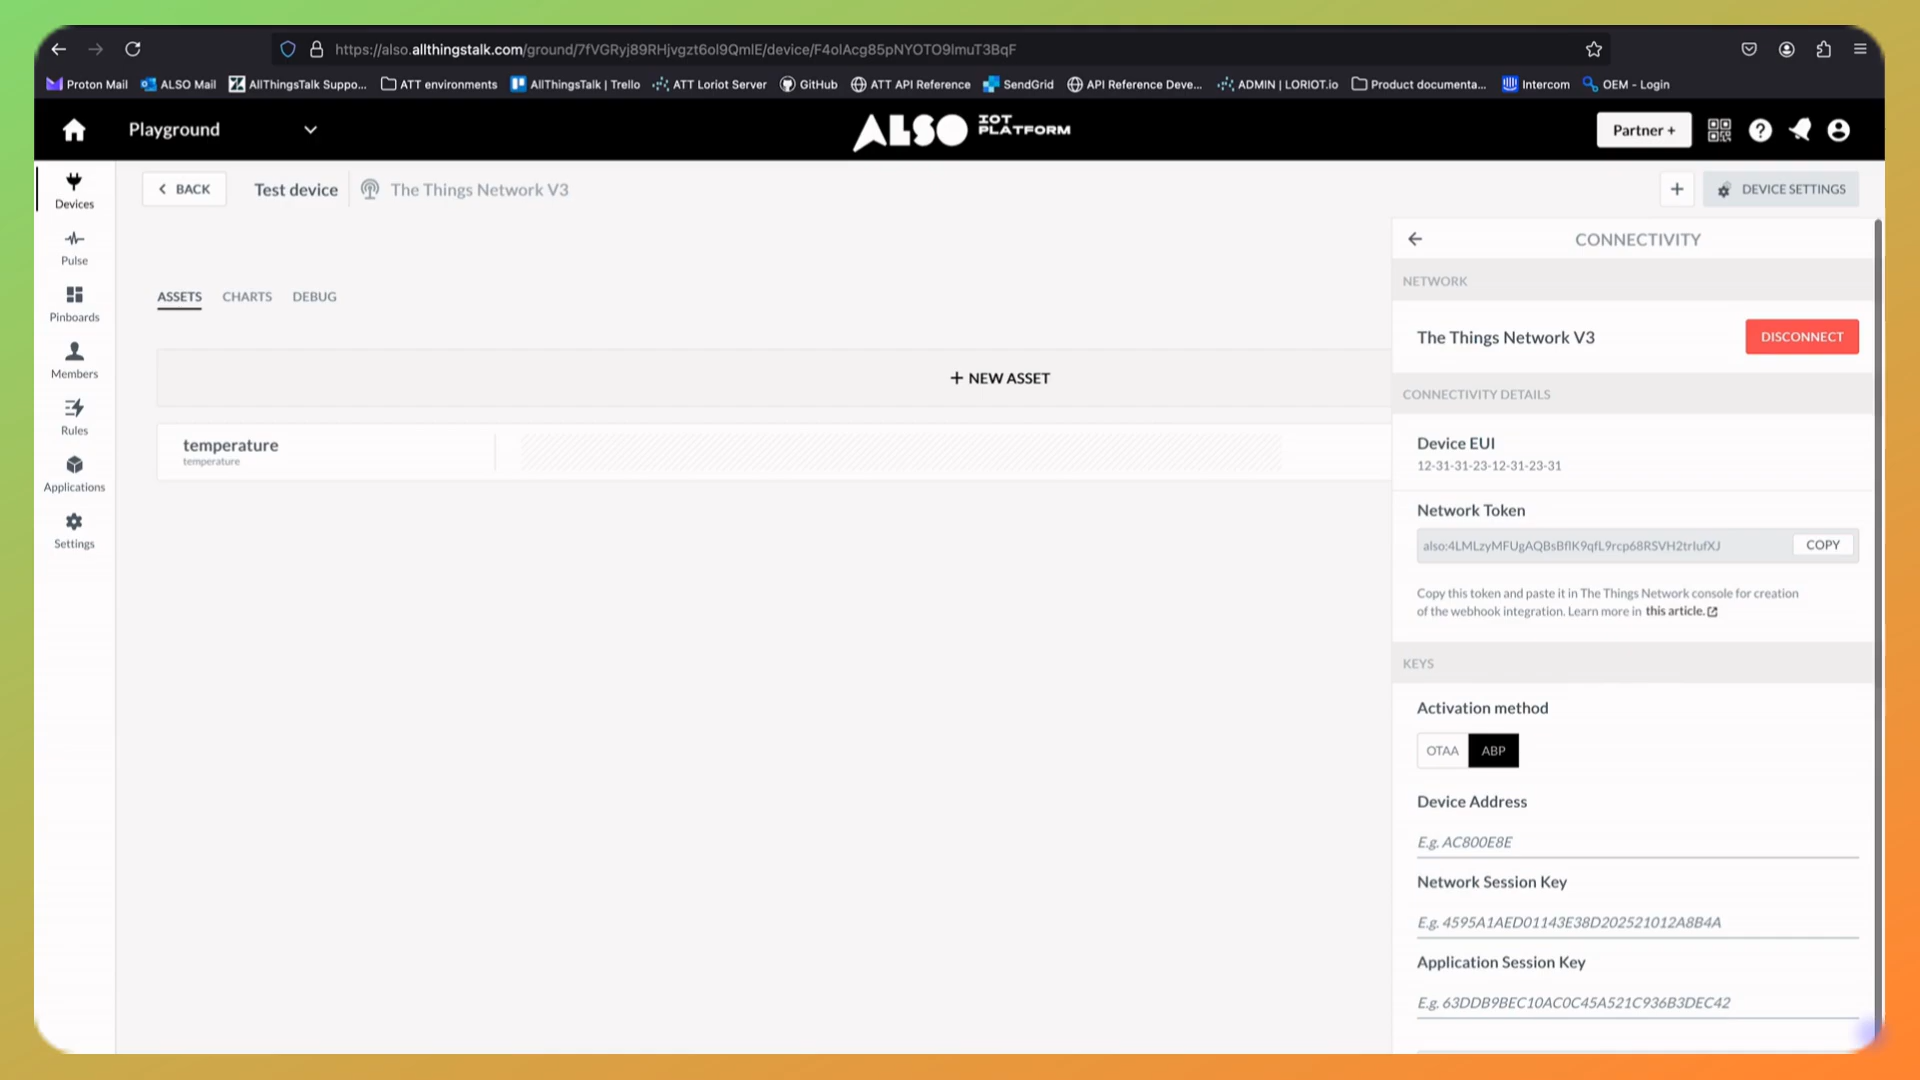 https://also.allthingstalk.com/ground/7fVGRyj89RHjvgzt6oI9QmlE/device/F4olAcg85pNYOTO9lmuT3BqF
Proton Mail ALSO Mail AllThingsTalk Suppo... ATT environments AllThingsTalk | Trello ATT Loriot Server GitHub ATT API Reference SendGrid API Reference Deve... ADMIN | LORIOT.io Product documenta... Intercom OEM - Login
Playground
ALSO IOT PLATFORM
Partner +
BACK
Test device
The Things Network V3
+
DEVICE SETTINGS
Devices
Pulse
Pinboards
Members
Rules
Applications
Settings
ASSETS CHARTS DEBUG
+ NEW ASSET
temperature
temperature
CONNECTIVITY
NETWORK
The Things Network V3
DISCONNECT
CONNECTIVITY DETAILS
Device EUI
12-31-31-23-12-31-23-31
Network Token
also:4LMLzyMFUgAQBsBflK9qfL9rcp68RSVH2trIufXJ
COPY
Copy this token and paste it in The Things Network console for creation
of the webhook integration. Learn more in this article.
KEYS
Activation method
OTAA ABP
Device Address
E.g. AC800E8E
Network Session Key
E.g. 4595A1AED01143E38D202521012A8B4A
Application Session Key
E.g. 63DDB9BEC10AC0C45A521C936B3DEC42